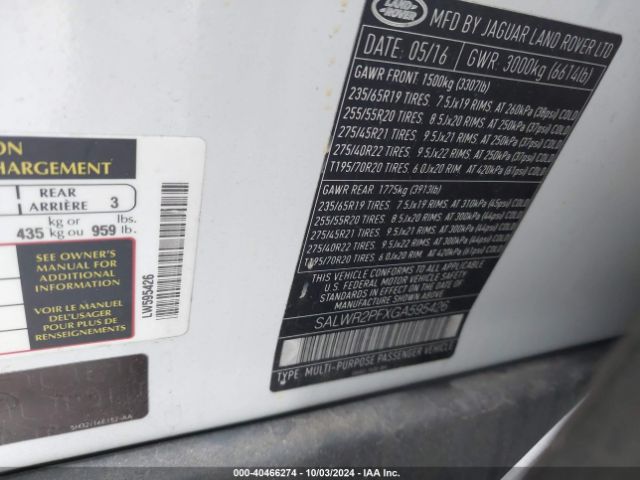 LAND ROVER
MFD BY JAGUAR LAND ROVER LTD
DATE: 05/16 GWR: 3000kg (6614lb)
GAWR FRONT 1500kg (3307lb)
235/65R19 TIRES 7.5Jx19 RIMS AT 260kPa (38psi) COLD
255/55R20 TIRES 8.5Jx20 RIMS AT 250kPa (37psi) COLD
275/45R21 TIRES 9.5Jx21 RIMS AT 250kPa (37psi) COLD
275/40R22 TIRES 9.5Jx22 RIMS AT 250kPa (37psi) COLD
T195/70R20 TIRES 6.0Jx20 RIM AT 420kPa (61psi) COLD
GAWR REAR 1775kg (3913lb)
235/65R19 TIRES 7.5Jx19 RIMS AT 310kPa (45psi) COLD
255/55R20 TIRES 8.5Jx20 RIMS AT 300kPa (44psi) COLD
275/45R21 TIRES 9.5Jx21 RIMS AT 300kPa (44psi) COLD
275/40R22 TIRES 9.5Jx22 RIMS AT 300kPa (44psi) COLD
T195/70R20 TIRES 6.0Jx20 RIM AT 420kPa (61psi) COLD
THIS VEHICLE CONFORMS TO ALL APPLICABLE
U.S. FEDERAL MOTOR VEHICLE SAFETY
STANDARDS IN EFFECT ON THE DATE OF
MANUFACTURE SHOWN ABOVE
SALWR2PFXGA595426
TYPE: MULTI-PURPOSE PASSENGER VEHICLE
ON
HARGEMENT
REAR
ARRIÈRE 3
kg or lbs.
435 kg ou 959 lb.
SEE OWNER'S
MANUAL FOR
ADDITIONAL
INFORMATION
VOIR LE MANUEL
DEL'USAGER
POUR PLUS DE
RENSEIGNEMENTS
LW595426
000-40466274 - 10/03/2024 - IAA Inc.